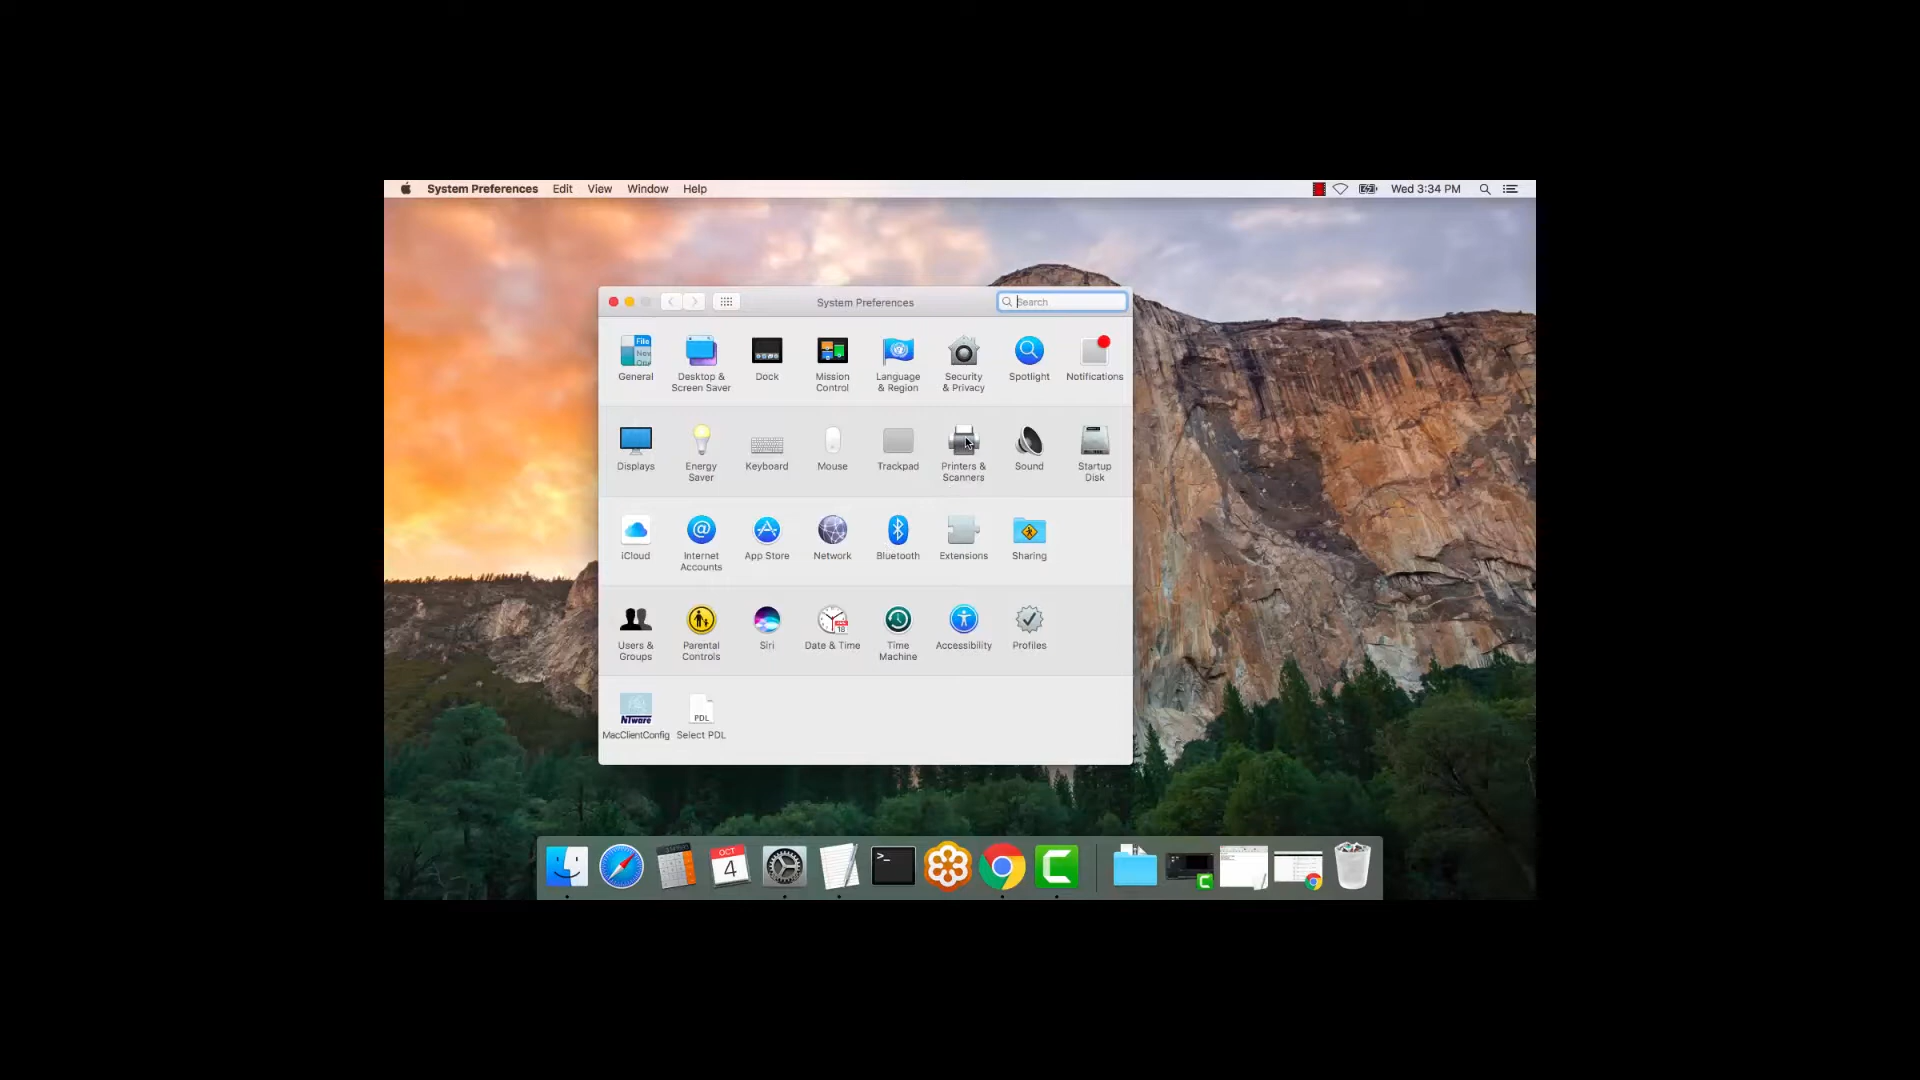 System Preferences Edit View Window Help Wed 3:34 PM
System Preferences
Search
File
New
General
Desktop &
Screen Saver
Dock
Mission
Control
Language
& Region
Security
& Privacy
Spotlight
Notifications
Displays
Energy
Saver
Keyboard
Mouse
Trackpad
Printers &
Scanners
Sound
Startup
Disk
iCloud
@
Internet
Accounts
App Store
Network
Bluetooth
Extensions
Sharing
Users &
Groups
Parental
Controls
Siri
18
Date & Time
Time
Machine
Accessibility
Profiles
NTware
MacClientConfig
PDL
Select PDL
OCT
4
>_